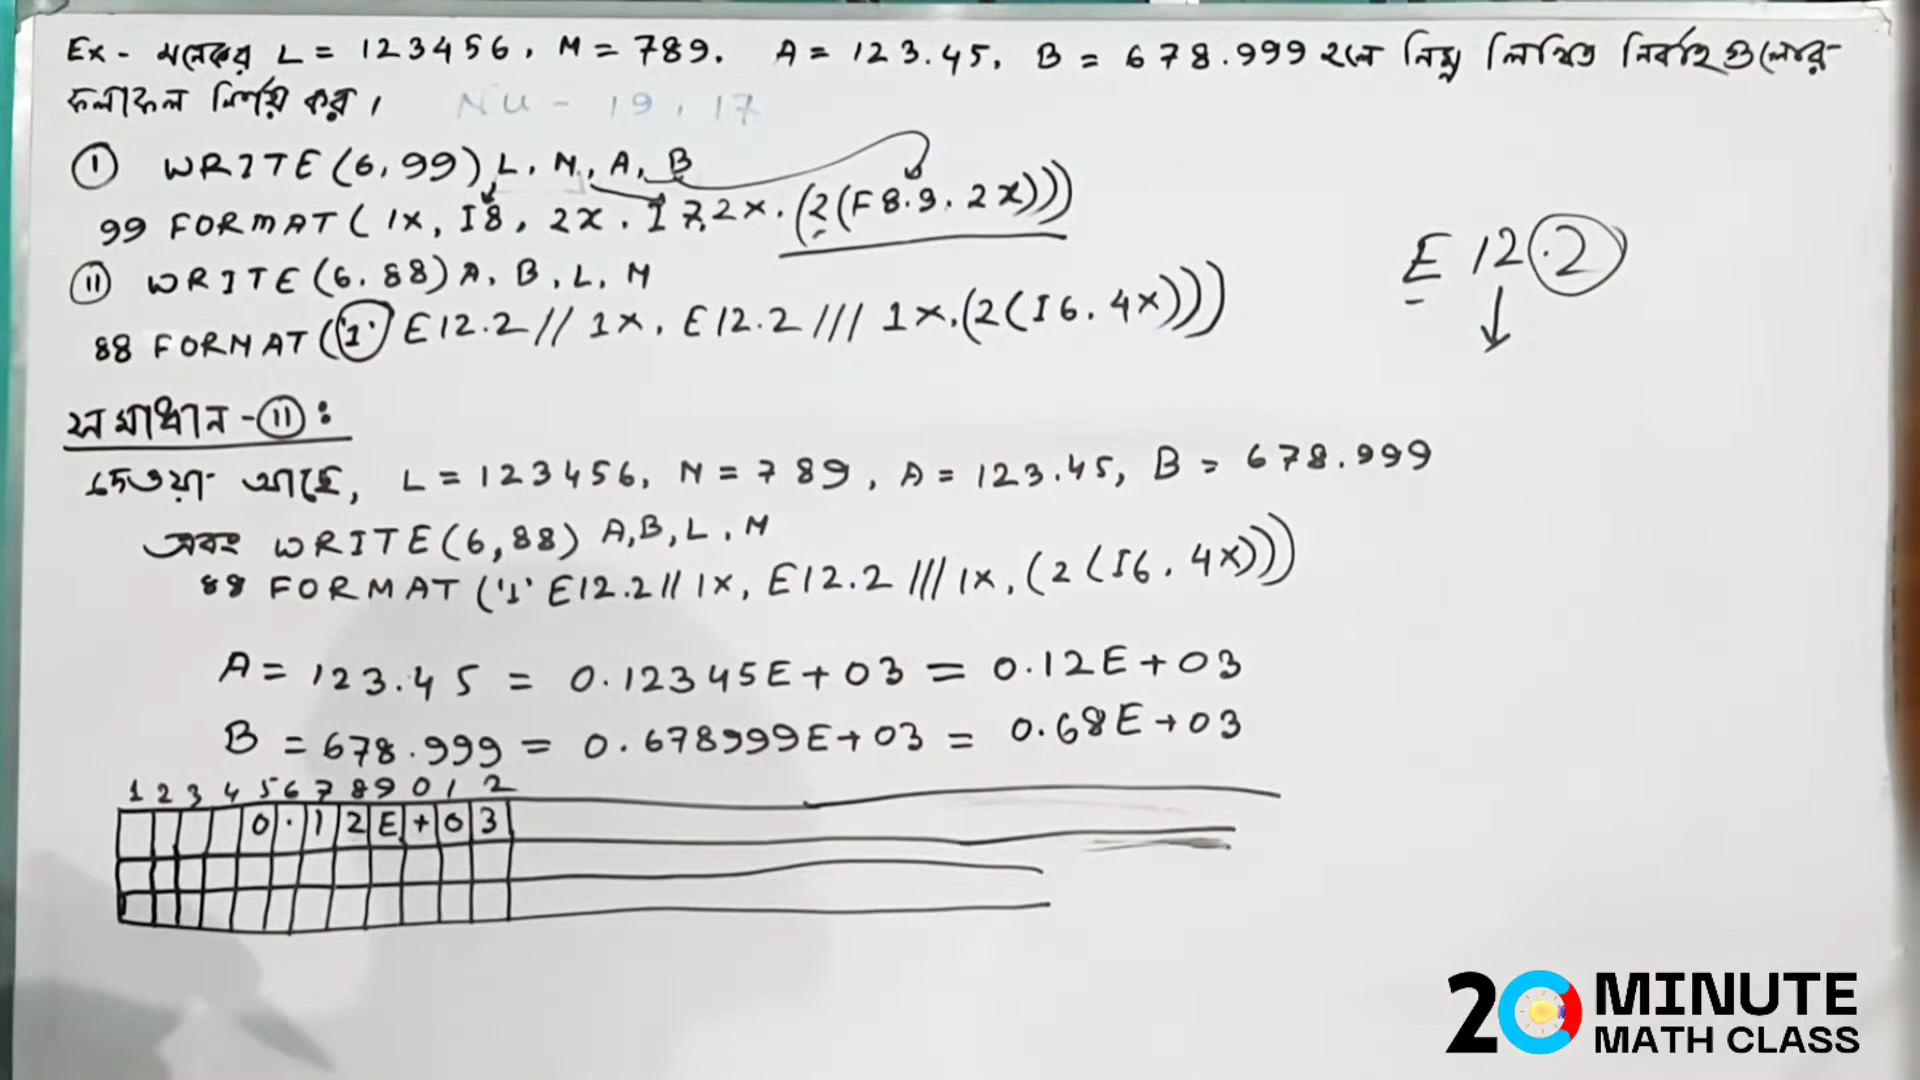 Ex - মনেকর L = 123456, M = 789. A = 123.45, B = 678.999 হলে নিম্ন লিখিত নির্বাহ গুলোর
ফলাফল নির্ণয় কর।
NU - 19, 17
(I) WRITE(6,99) L, M, A, B
99 FORMAT( 1X, I8, 2X, I7, 2X, (2(F8.3, 2X)))
(II) WRITE(6,88) A, B, L, M
88 FORMAT('1' E12.2 // 1X, E12.2 /// 1X, (2(I6, 4X)))
E 12.2
সমাধান - (II) :
দেওয়া আছে, L = 123456, M = 789, A = 123.45, B = 678.999
এবং WRITE(6,88) A, B, L, M
88 FORMAT('1' E12.2 // 1X, E12.2 /// 1X, (2(I6, 4X)))
A = 123.45 = 0.12345E+03 = 0.12E+03
B = 678.999 = 0.678999E+03 = 0.68E+03
1 2 3 4 5 6 7 8 9 0 1 2
0 . 1 2 E + 0 3
20 MINUTE
MATH CLASS